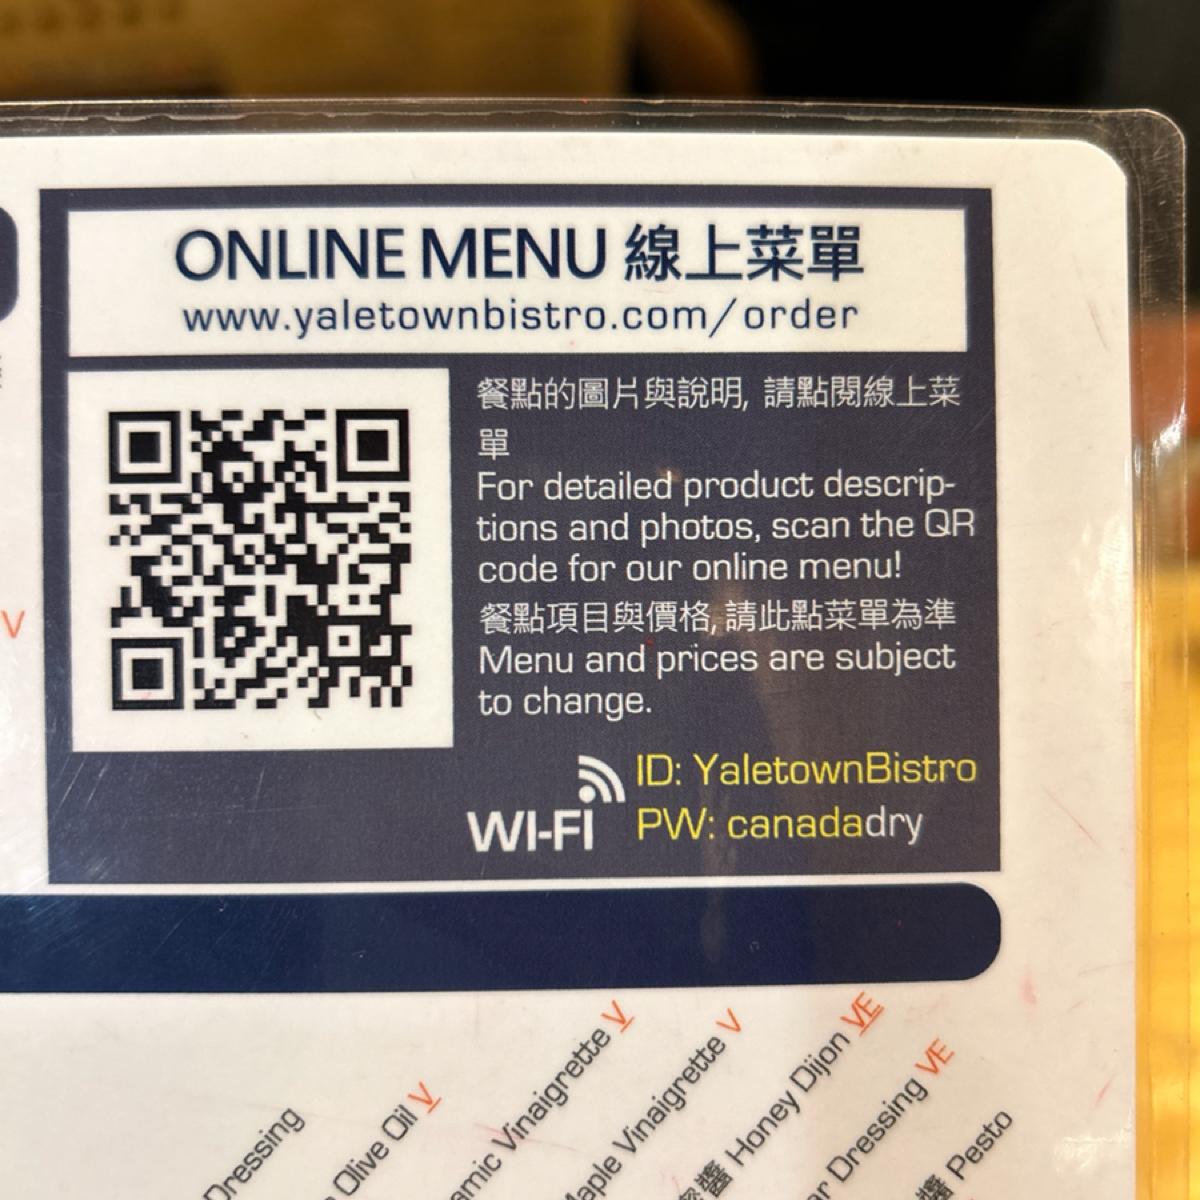 ONLINE MENU 線上菜單
www.yaletownbistro.com/order
餐點的圖片與說明, 請點閱線上菜
單
For detailed product descrip-
tions and photos, scan the QR
code for our online menu!
餐點項目與價格, 請此點菜單為準
Menu and prices are subject
to change.
WI-FI
ID: YaletownBistro
PW: canadadry
V
Dressing
Olive Oil V
Vinaigrette V
Vinaigrette V
醬 Honey Dijon VE
Dressing VE
醬 Pesto